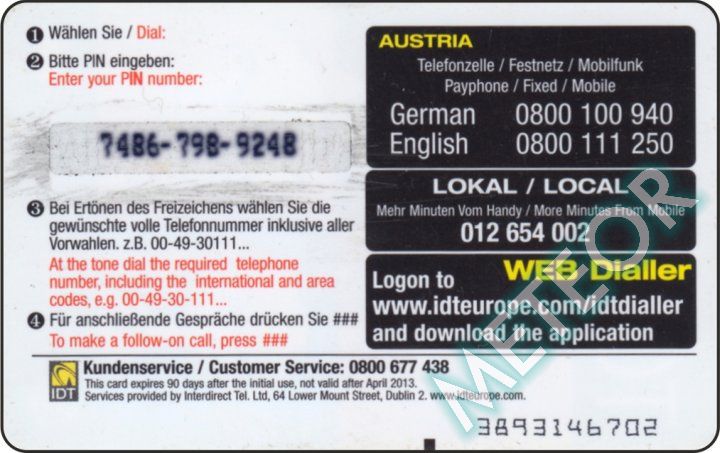 ❶ Wählen Sie / Dial:
❷ Bitte PIN eingeben:
Enter your PIN number:
7486-798-9248
❸ Bei Ertönen des Freizeichens wählen Sie die
gewünschte volle Telefonnummer inklusive aller
Vorwahlen. z.B. 00-49-30111...
At the tone dial the required telephone
number, including the international and area
codes, e.g. 00-49-30-111...
❹ Für anschließende Gespräche drücken Sie ###
To make a follow-on call, press ###
AUSTRIA
Telefonzelle / Festnetz / Mobilfunk
Payphone / Fixed / Mobile
German 0800 100 940
English 0800 111 250
LOKAL / LOCAL
Mehr Minuten Vom Handy / More Minutes From Mobile
012 654 002
WEB Dialler
Logon to
www.idteurope.com/idtdialler
and download the application
IDT
Kundenservice / Customer Service: 0800 677 438
This card expires 90 days after the initial use, not valid after April 2013.
Services provided by Interdirect Tel. Ltd, 64 Lower Mount Street, Dublin 2. www.idteurope.com.
3893146702
METEOR